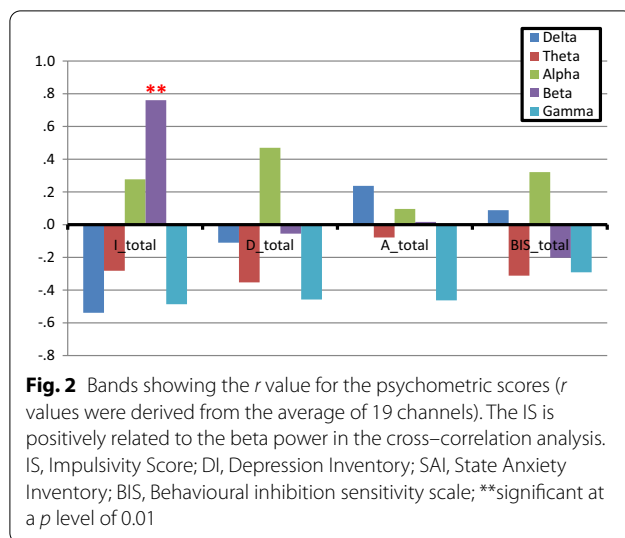 Delta
Theta
Alpha
Beta
Gamma
1.0
.8
.6
.4
.2
.0
-.2
-.4
-.6
-.8
**
I_total
D_total
A_total
BIS_total
Fig. 2 Bands showing the r value for the psychometric scores (r
values were derived from the average of 19 channels). The IS is
positively related to the beta power in the cross–correlation analysis.
IS, Impulsivity Score; DI, Depression Inventory; SAI, State Anxiety
Inventory; BIS, Behavioural inhibition sensitivity scale; **significant at
a p level of 0.01